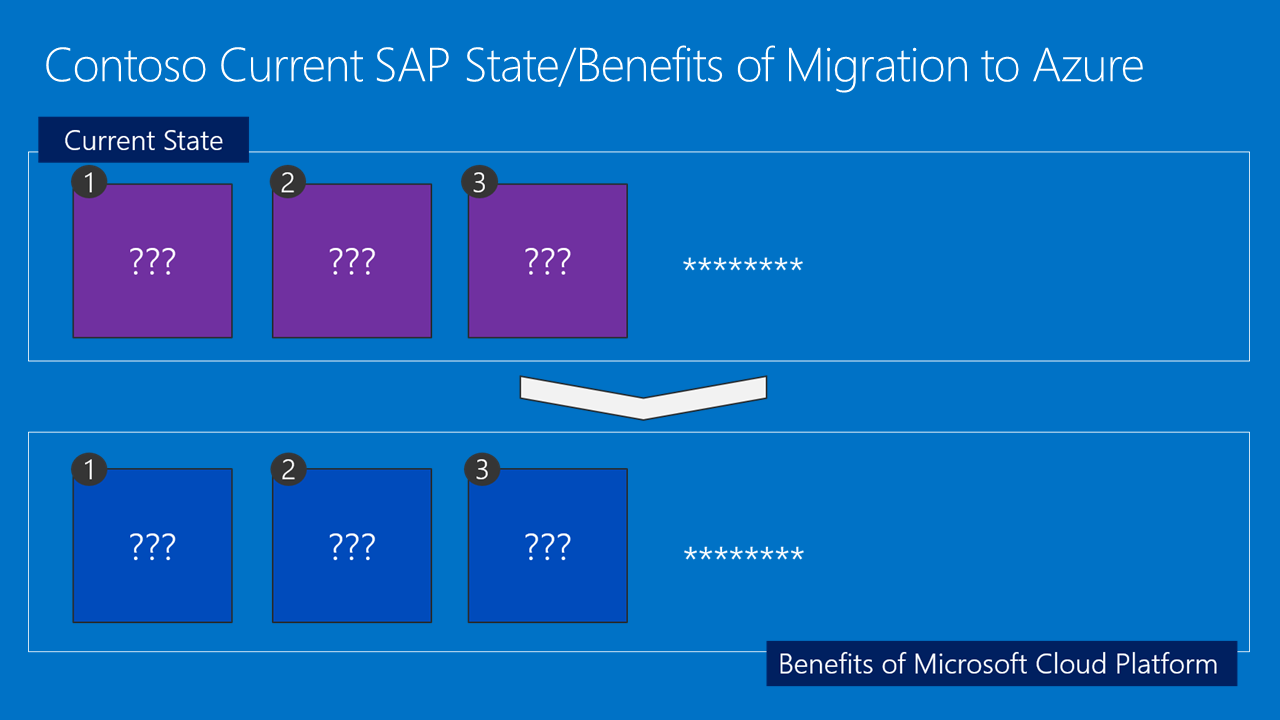 Contoso Current SAP State/Benefits of Migration to Azure
Current State
1 2 3
??? ??? ??? ********
1 2 3
??? ??? ??? ********
Benefits of Microsoft Cloud Platform